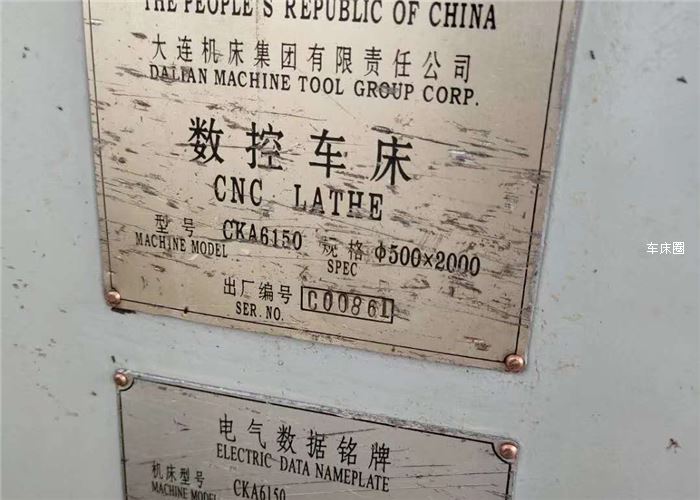 THE PEOPLE'S REPUBLIC OF CHINA
大连机床集团有限责任公司
DALIAN MACHINE TOOL GROUP CORP.
数控车床
CNC LATHE
型号 CKA6150 规格 Φ500×2000
MACHINE MODEL SPEC
出厂编号 C0086L
SER.NO.
车床圈
电气数据铭牌
ELECTRIC DATA NAMEPLATE
机床型号 CKA6150
MACHINE MODEL